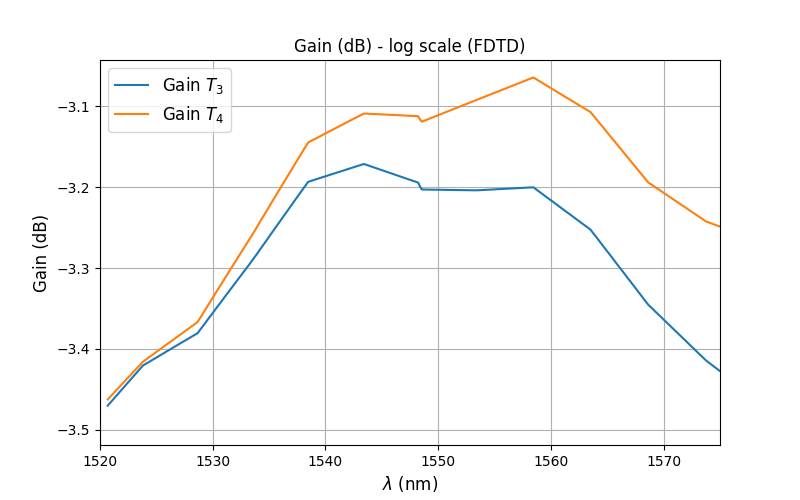 Gain (dB) - log scale (FDTD)
Gain T₃
Gain T₄
−3.1
−3.2
−3.3
−3.4
−3.5
Gain (dB)
1520 1530 1540 1550 1560 1570
λ (nm)